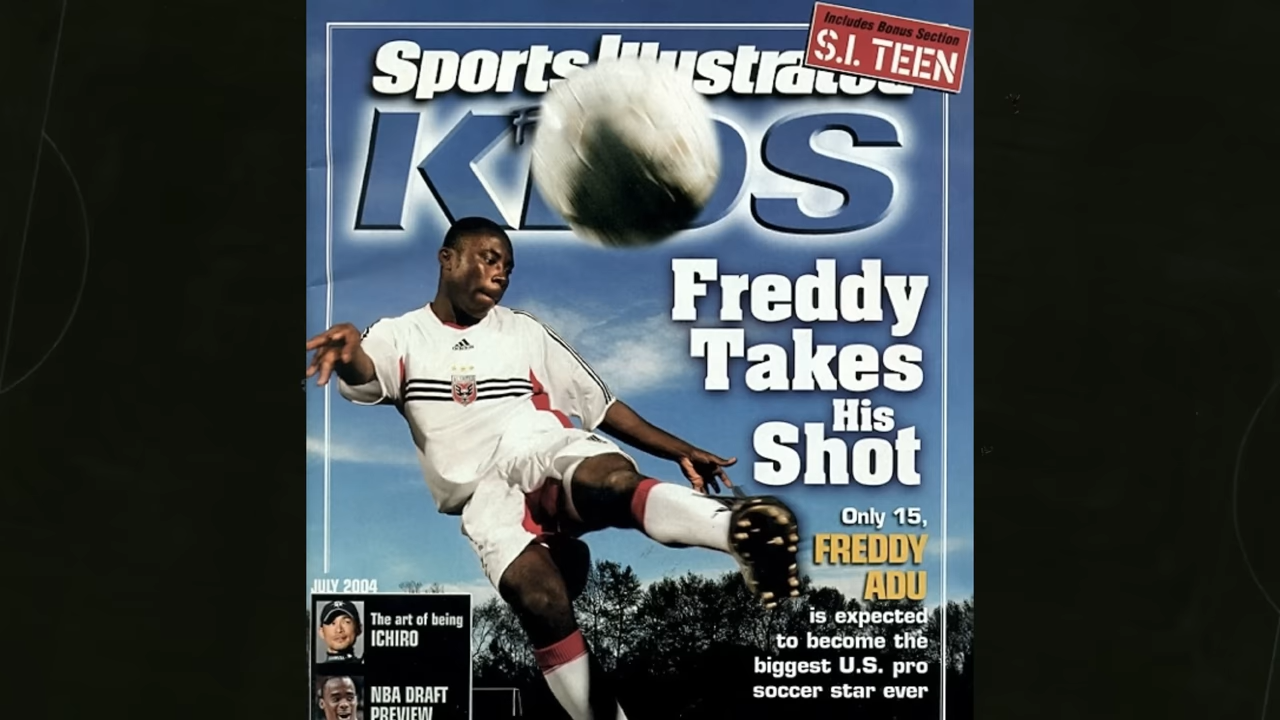 Includes Bonus Section
S.I. TEEN
Sports Illustrated
KIDS
Freddy
Takes
His
Shot
Only 15,
FREDDY
ADU
is expected
to become the
biggest U.S. pro
soccer star ever
JULY 2004
The art of being
ICHIRO
NBA DRAFT
PREVIEW